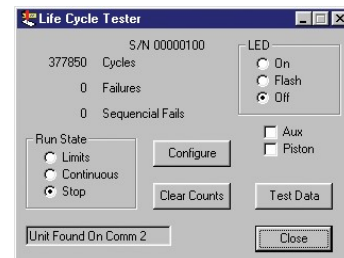 Life Cycle Tester
S/N 00000100
377850 Cycles
0 Failures
0 Sequencial Fails
LED
On
Flash
Off
Run State
Limits
Continuous
Stop
Configure
Aux
Piston
Clear Counts
Test Data
Unit Found On Comm 2
Close